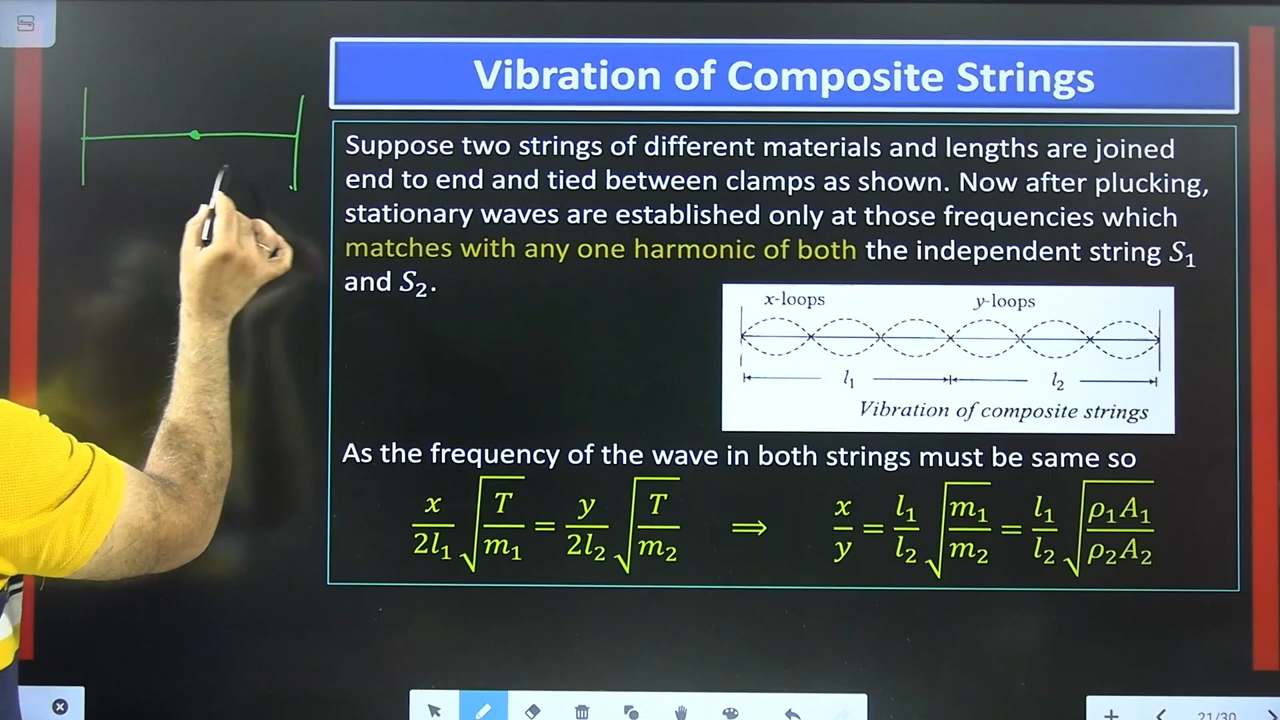 Vibration of Composite Strings
Suppose two strings of different materials and lengths are joined
end to end and tied between clamps as shown. Now after plucking,
stationary waves are established only at those frequencies which
matches with any one harmonic of both the independent string S₁
and S₂.
x-loops y-loops
l₁ l₂
Vibration of composite strings
As the frequency of the wave in both strings must be same so
x/2l₁ √(T/m₁) = y/2l₂ √(T/m₂) ⟹ x/y = l₁/l₂ √(m₁/m₂) = l₁/l₂ √(ρ₁A₁/ρ₂A₂)
21/30